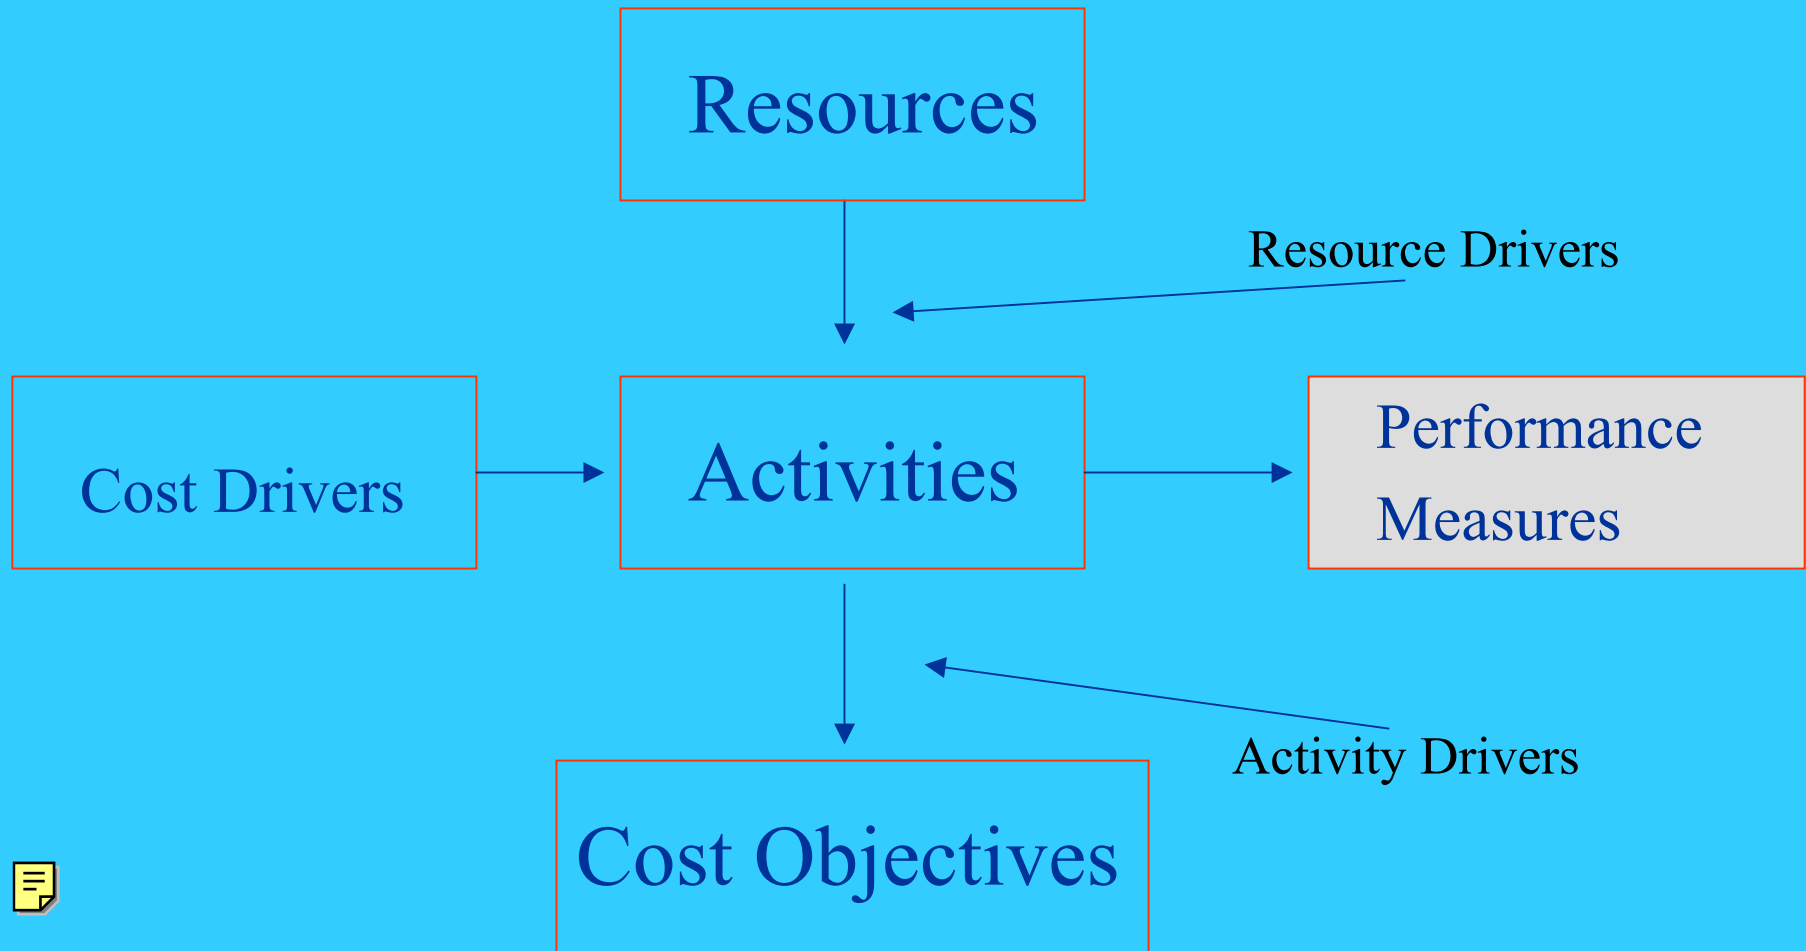 Resources
Resource Drivers
Cost Drivers
Activities
Performance
Measures
Activity Drivers
Cost Objectives